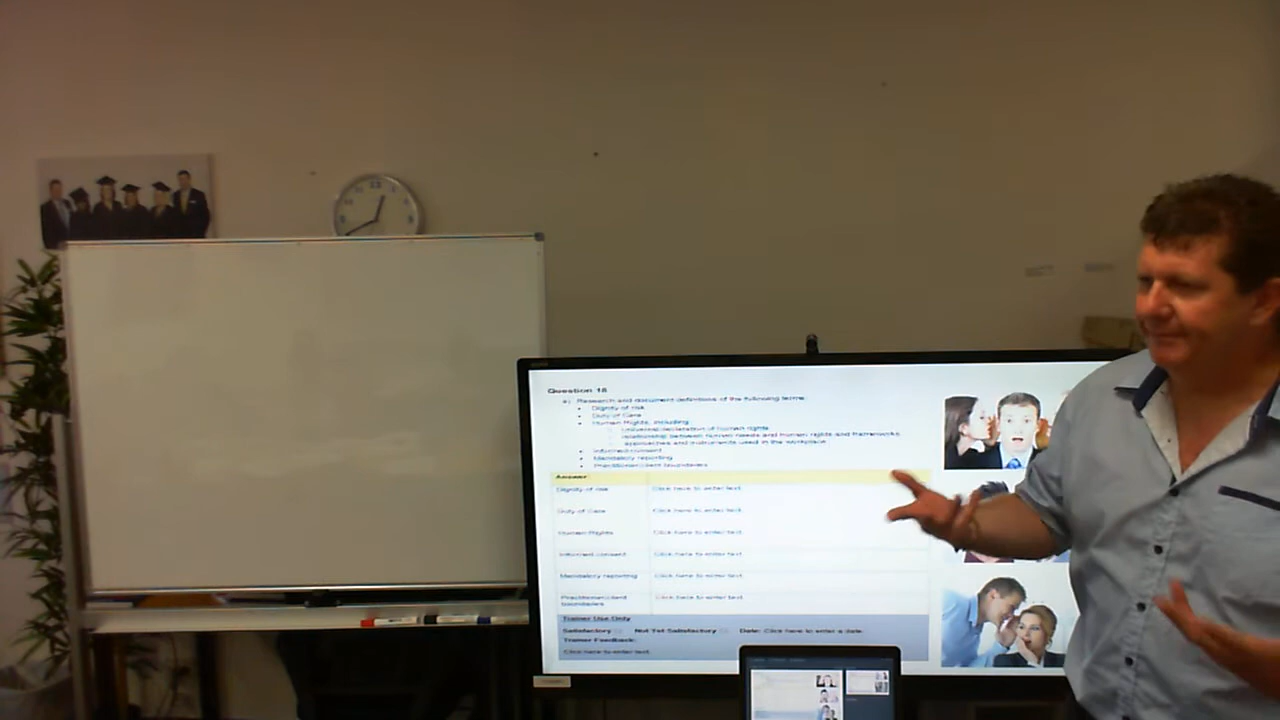 Question 18
a) Research and document definitions of the following terms:
• Dignity of risk
• Duty of Care
• Human Rights, including:
universal declaration of human rights
relationship between human needs and human rights and frameworks,
approaches and instruments used in the workplace
• Informed consent
• Mandatory reporting
• Practitioner/client boundaries
Answer:
Dignity of risk Click here to enter text.
Duty of Care Click here to enter text.
Human Rights Click here to enter text.
Informed consent Click here to enter text.
Mandatory reporting Click here to enter text.
Practitioner/client boundaries Click here to enter text.
Trainer Use Only
Satisfactory Not Yet Satisfactory Date: Click here to enter a date.
Trainer Feedback:
Click here to enter text.